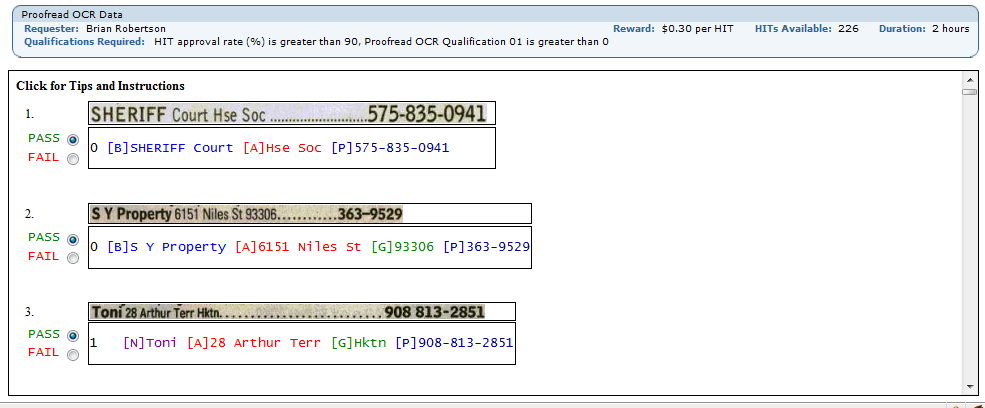 Proofread OCR Data
Requester: Brian Robertson Reward: $0.30 per HIT HITs Available: 226 Duration: 2 hours
Qualifications Required: HIT approval rate (%) is greater than 90, Proofread OCR Qualification 01 is greater than 0
Click for Tips and Instructions
1.
SHERIFF Court Hse Soc ..........................575-835-0941
PASS
0 [B]SHERIFF Court [A]Hse Soc [P]575-835-0941
FAIL
2.
S Y Property 6151 Niles St 93306............363-9529
PASS
0 [B]S Y Property [A]6151 Niles St [G]93306 [P]363-9529
FAIL
3.
Toni 28 Arthur Terr Hktn..........................908 813-2851
PASS
1 [N]Toni [A]28 Arthur Terr [G]Hktn [P]908-813-2851
FAIL